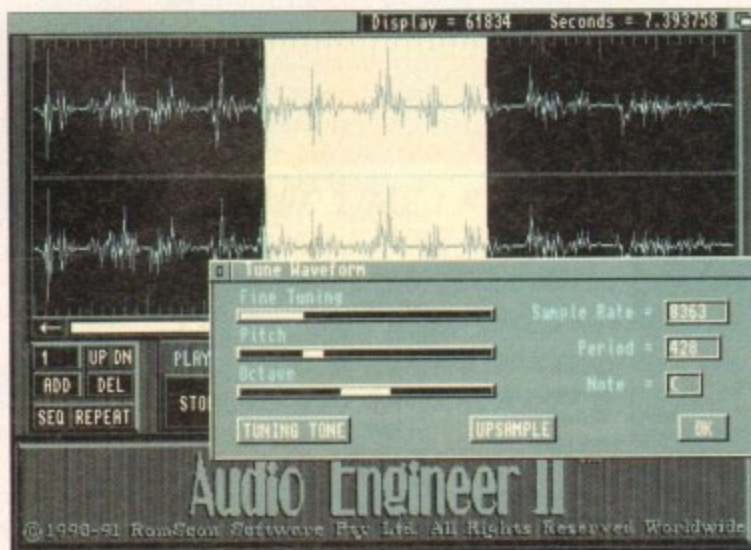 Display = 61834 Seconds = 7.393758
Tune Waveform
Fine Tuning
Sample Rate = 8363
Pitch
Period = 428
Octave
Note = C
TUNING TONE UPSAMPLE OK
1 UP DN PLAY
ADD DEL
SEQ REPEAT
Audio Engineer II
©1990-91 RamScan Software Pty Ltd. All Rights Reserved Worldwide